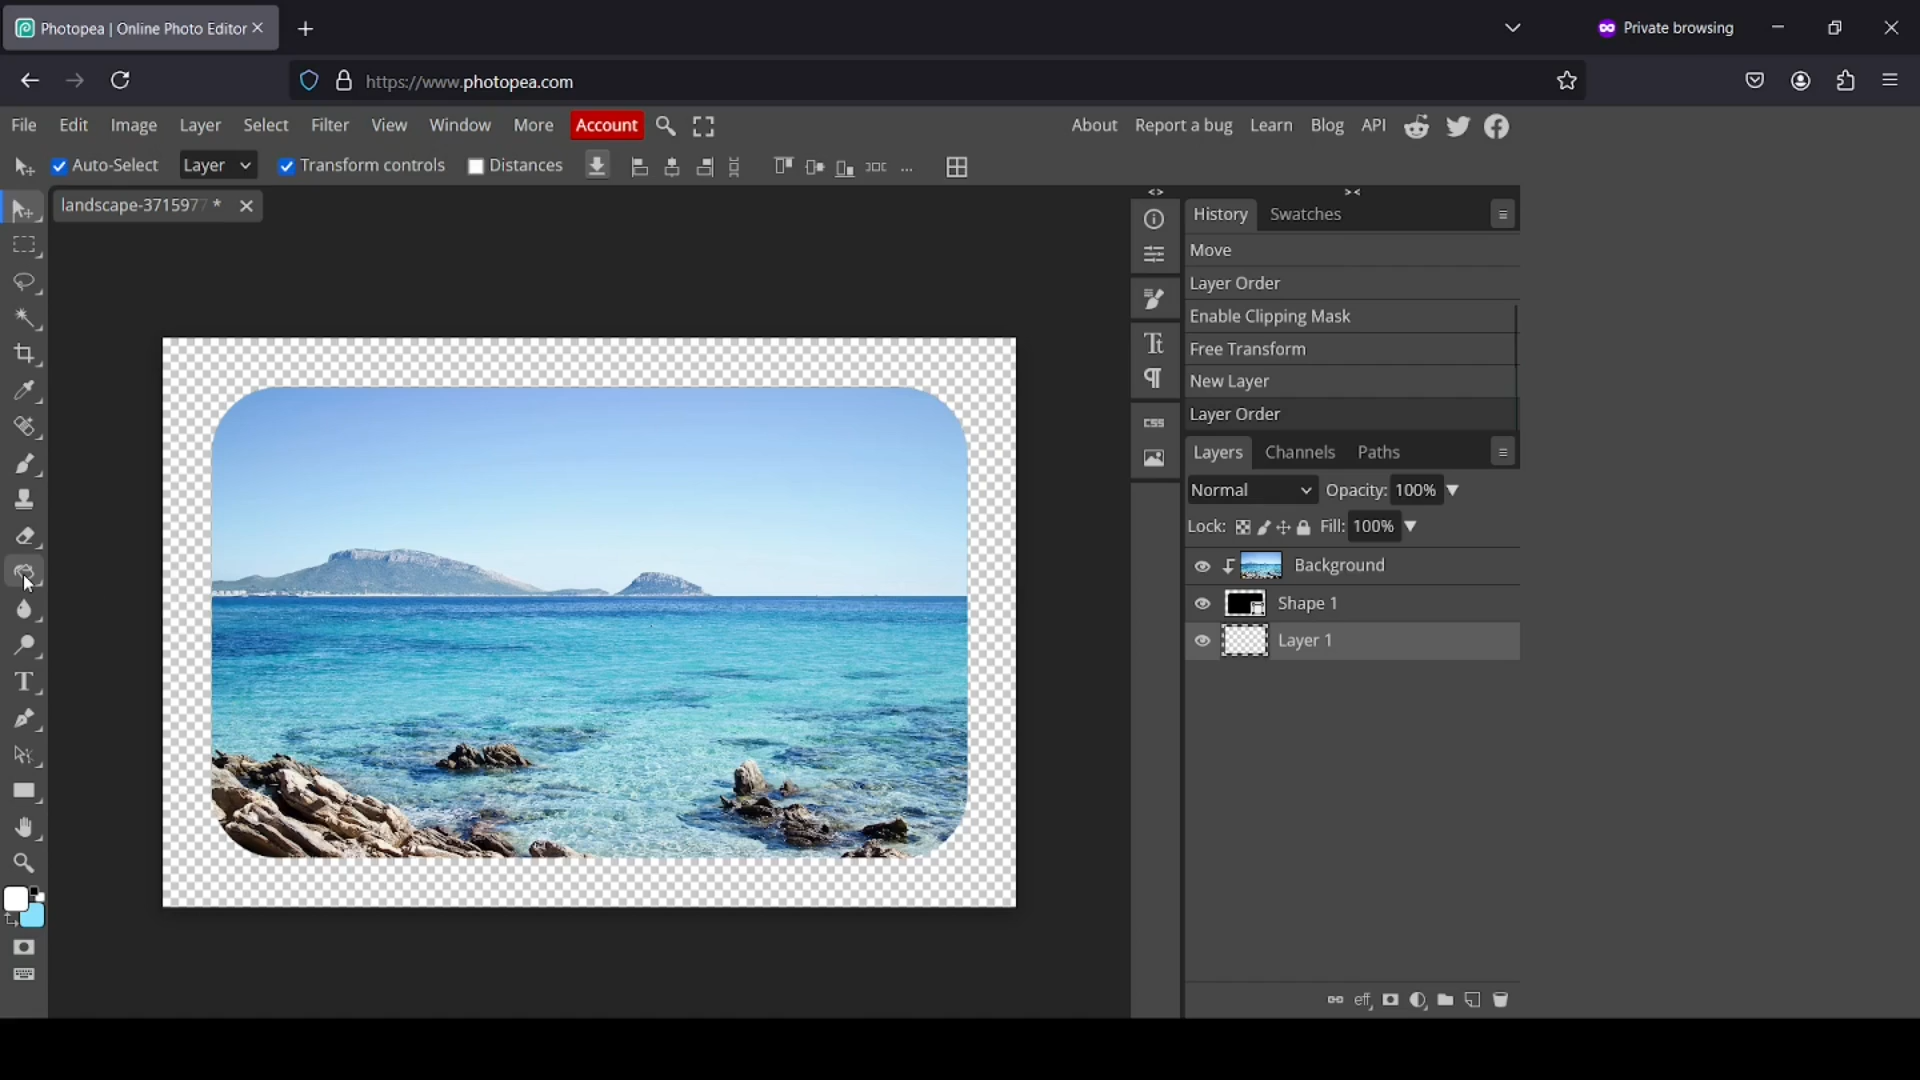 Photopea | Online Photo Editor
Private browsing
https://www.photopea.com
File Edit Image Layer Select Filter View Window More Account
About Report a bug Learn Blog API
Auto-Select Layer Transform controls Distances
landscape-3715977 *
History Swatches
Move
Layer Order
Enable Clipping Mask
Free Transform
New Layer
Layer Order
CSS
Layers Channels Paths
Normal Opacity: 100%
Lock: Fill: 100%
Background
Shape 1
Layer 1
eff